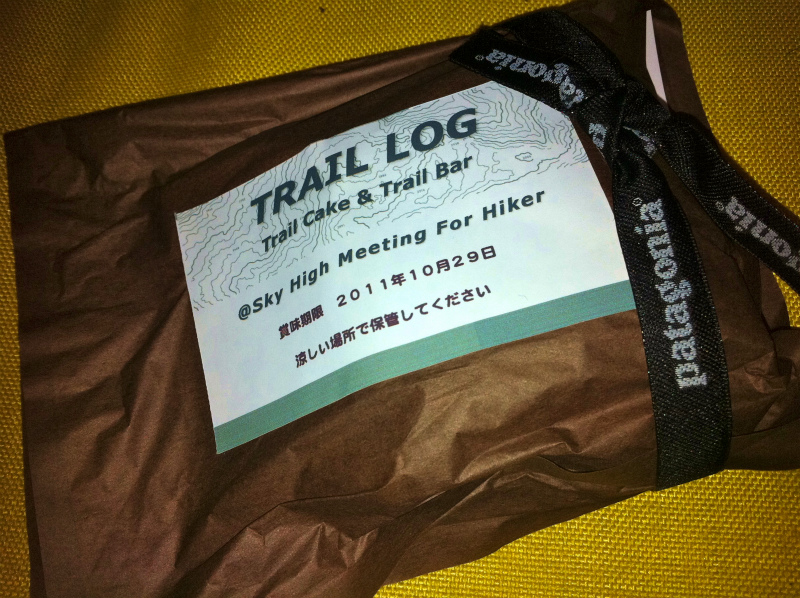 TRAIL LOG
Trail Cake & Trail Bar
@Sky High Meeting For Hiker
賞味期限 2011年10月29日
涼しい場所で保管してください
patagonia
patagonia